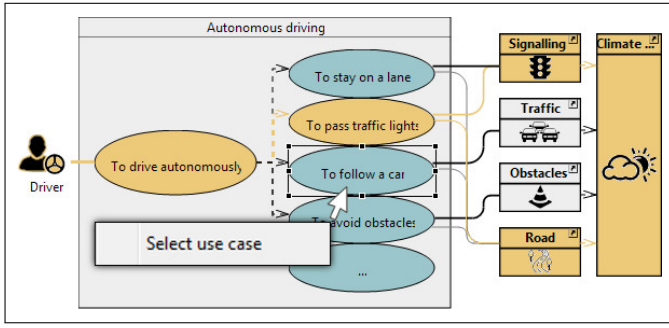 Autonomous driving
Signalling
Climate ...
To stay on a lane
Traffic
To pass traffic lights
To drive autonomously
To follow a car
Driver
Obstacles
To avoid obstacles
Select use case
Road
...